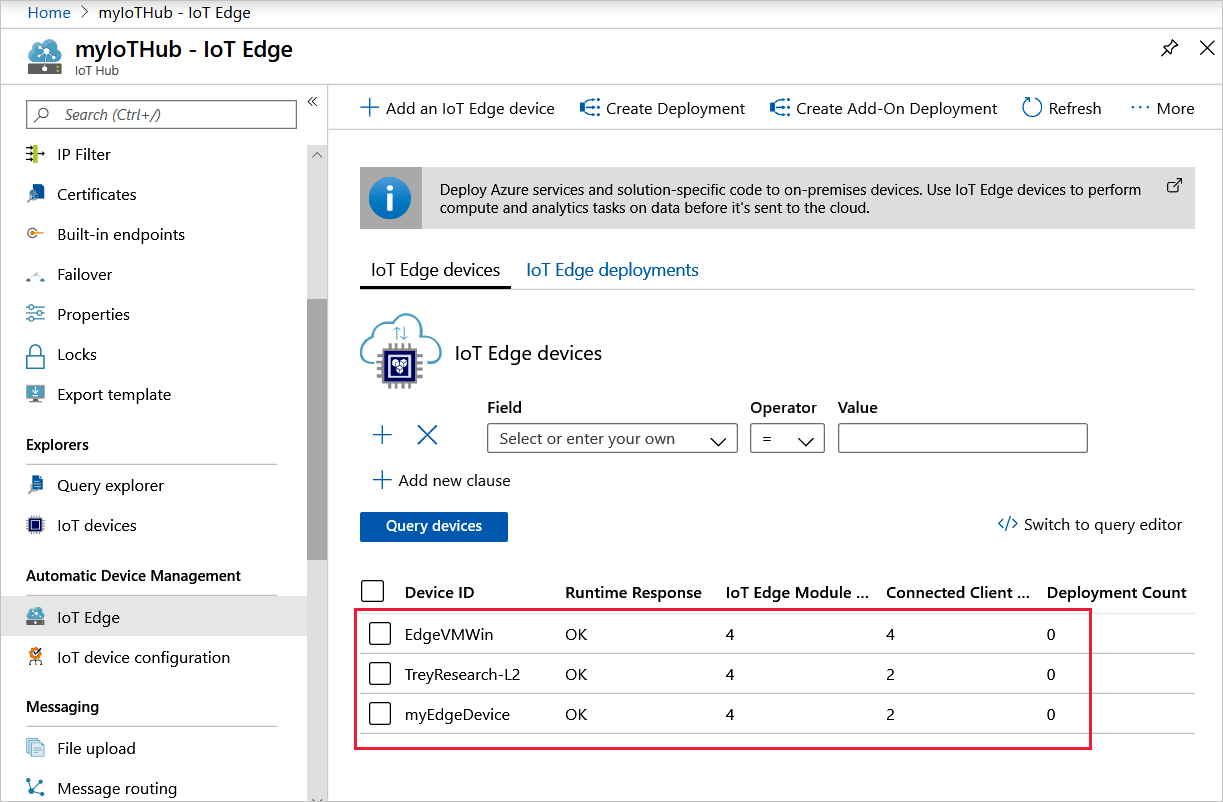 Home > myIoTHub - IoT Edge
myIoTHub - IoT Edge
IoT Hub
Search (Ctrl+/)
«
IP Filter
Certificates
Built-in endpoints
Failover
Properties
Locks
Export template
Explorers
Query explorer
IoT devices
Automatic Device Management
IoT Edge
IoT device configuration
Messaging
File upload
Message routing
Add an IoT Edge device Create Deployment Create Add-On Deployment Refresh ··· More
Deploy Azure services and solution-specific code to on-premises devices. Use IoT Edge devices to perform
compute and analytics tasks on data before it's sent to the cloud.
IoT Edge devices IoT Edge deployments
IoT Edge devices
Field Operator Value
Select or enter your own =
Add new clause
Query devices </> Switch to query editor
Device ID Runtime Response IoT Edge Module ... Connected Client ... Deployment Count
EdgeVMWin OK 4 4 0
TreyResearch-L2 OK 4 2 0
myEdgeDevice OK 4 2 0